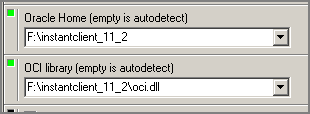 Oracle Home (empty is autodetect)
F:\instantclient_11_2
OCI library (empty is autodetect)
F:\instantclient_11_2\oci.dll